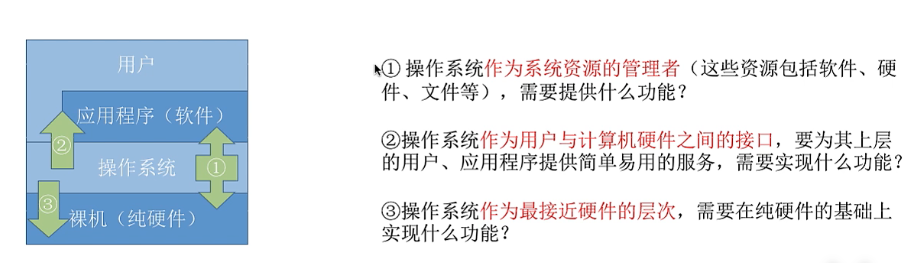 用户
应用程序（软件）
②
操作系统
①
③
裸机（纯硬件）
① 操作系统作为系统资源的管理者（这些资源包括软件、硬
件、文件等），需要提供什么功能？
②操作系统作为用户与计算机硬件之间的接口，要为其上层
的用户、应用程序提供简单易用的服务，需要实现什么功能？
③操作系统作为最接近硬件的层次，需要在纯硬件的基础上
实现什么功能？